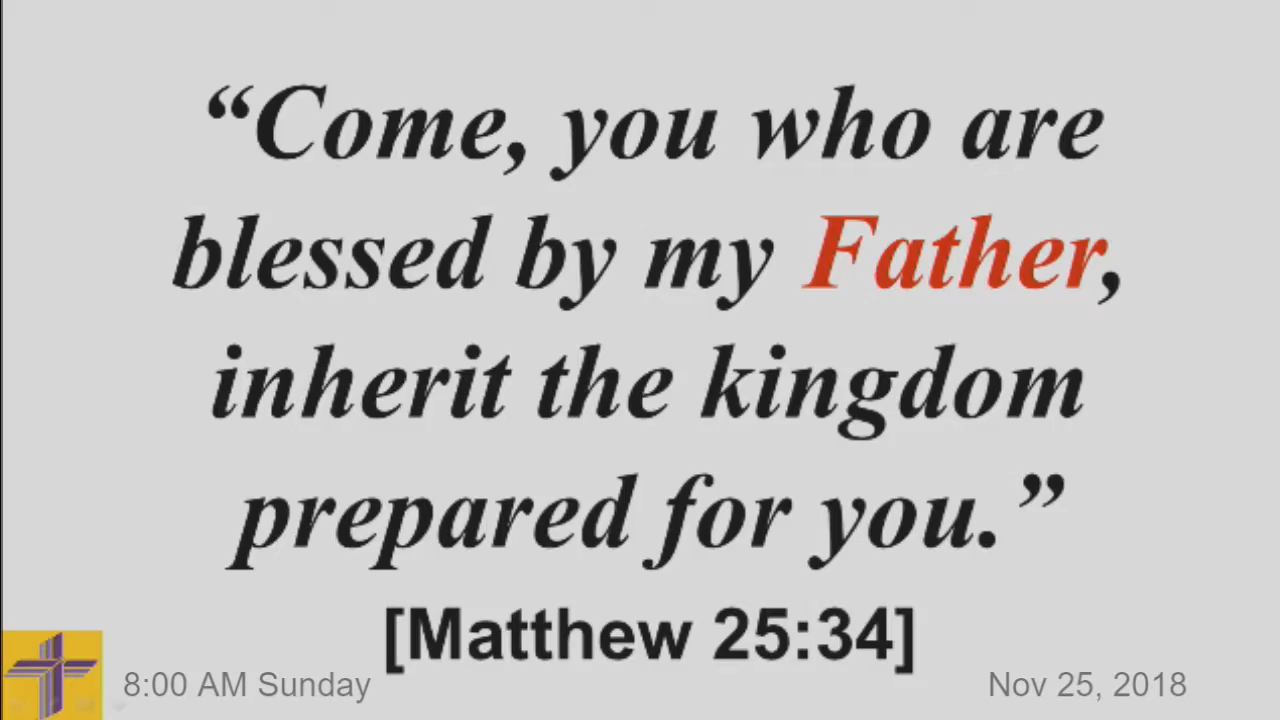 “Come, you who are
blessed by my Father,
inherit the kingdom
prepared for you.”
[Matthew 25:34]
8:00 AM Sunday
Nov 25, 2018